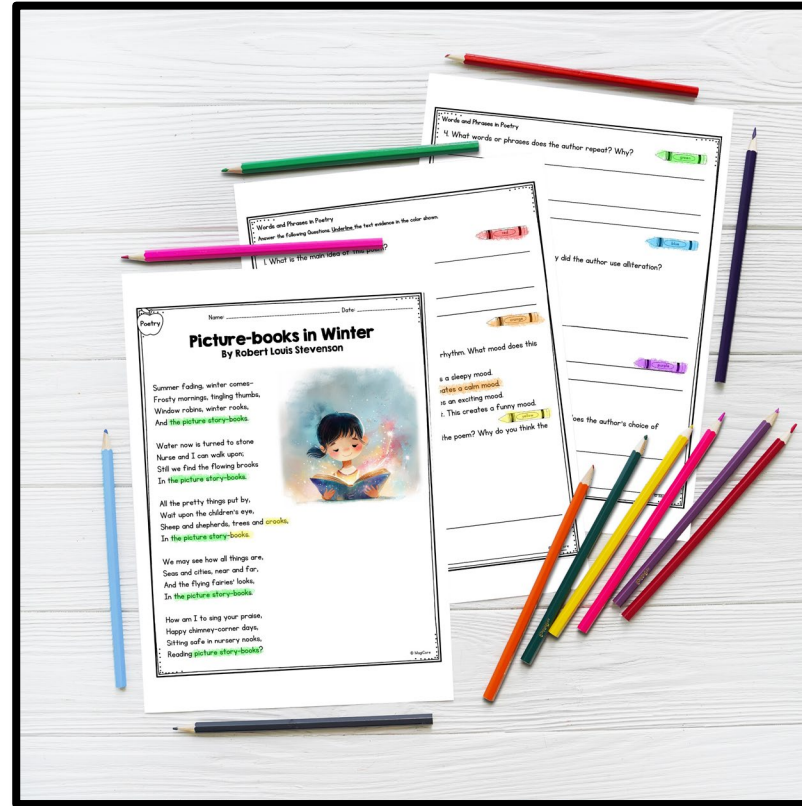 Poetry
Name:
Date:
Picture-books in Winter
By Robert Louis Stevenson
Summer fading, winter comes–
Frosty mornings, tingling thumbs,
Window robins, winter rooks,
And the picture story-books.
Water now is turned to stone
Nurse and I can walk upon;
Still we find the flowing brooks
In the picture story-books.
All the pretty things put by,
Wait upon the children's eye,
Sheep and shepherds, trees and crooks,
In the picture story-books.
We may see how all things are,
Seas and cities, near and far,
And the flying fairies' looks,
In the picture story-books.
How am I to sing your praise,
Happy chimney-corner days,
Sitting safe in nursery nooks,
Reading picture story-books?
© MagCore
Words and Phrases in Poetry
Answer the following Questions. Underline the text evidence in the color shown.
1. What is the main idea of this poem?
red
orange
rhythm. What mood does this
s a sleepy mood.
eates a calm mood.
es an exciting mood.
. This creates a funny mood.
yellow
the poem? Why do you think the
Words and Phrases in Poetry
4. What words or phrases does the author repeat? Why?
green
blue
y did the author use alliteration?
purple
oes the author's choice of